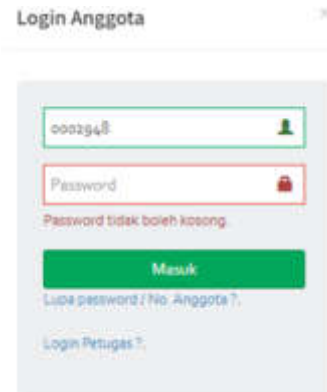 Login Anggota
×
0002948
Password
Password tidak boleh kosong.
Masuk
Lupa password / No. Anggota ?.
Login Petugas ?.